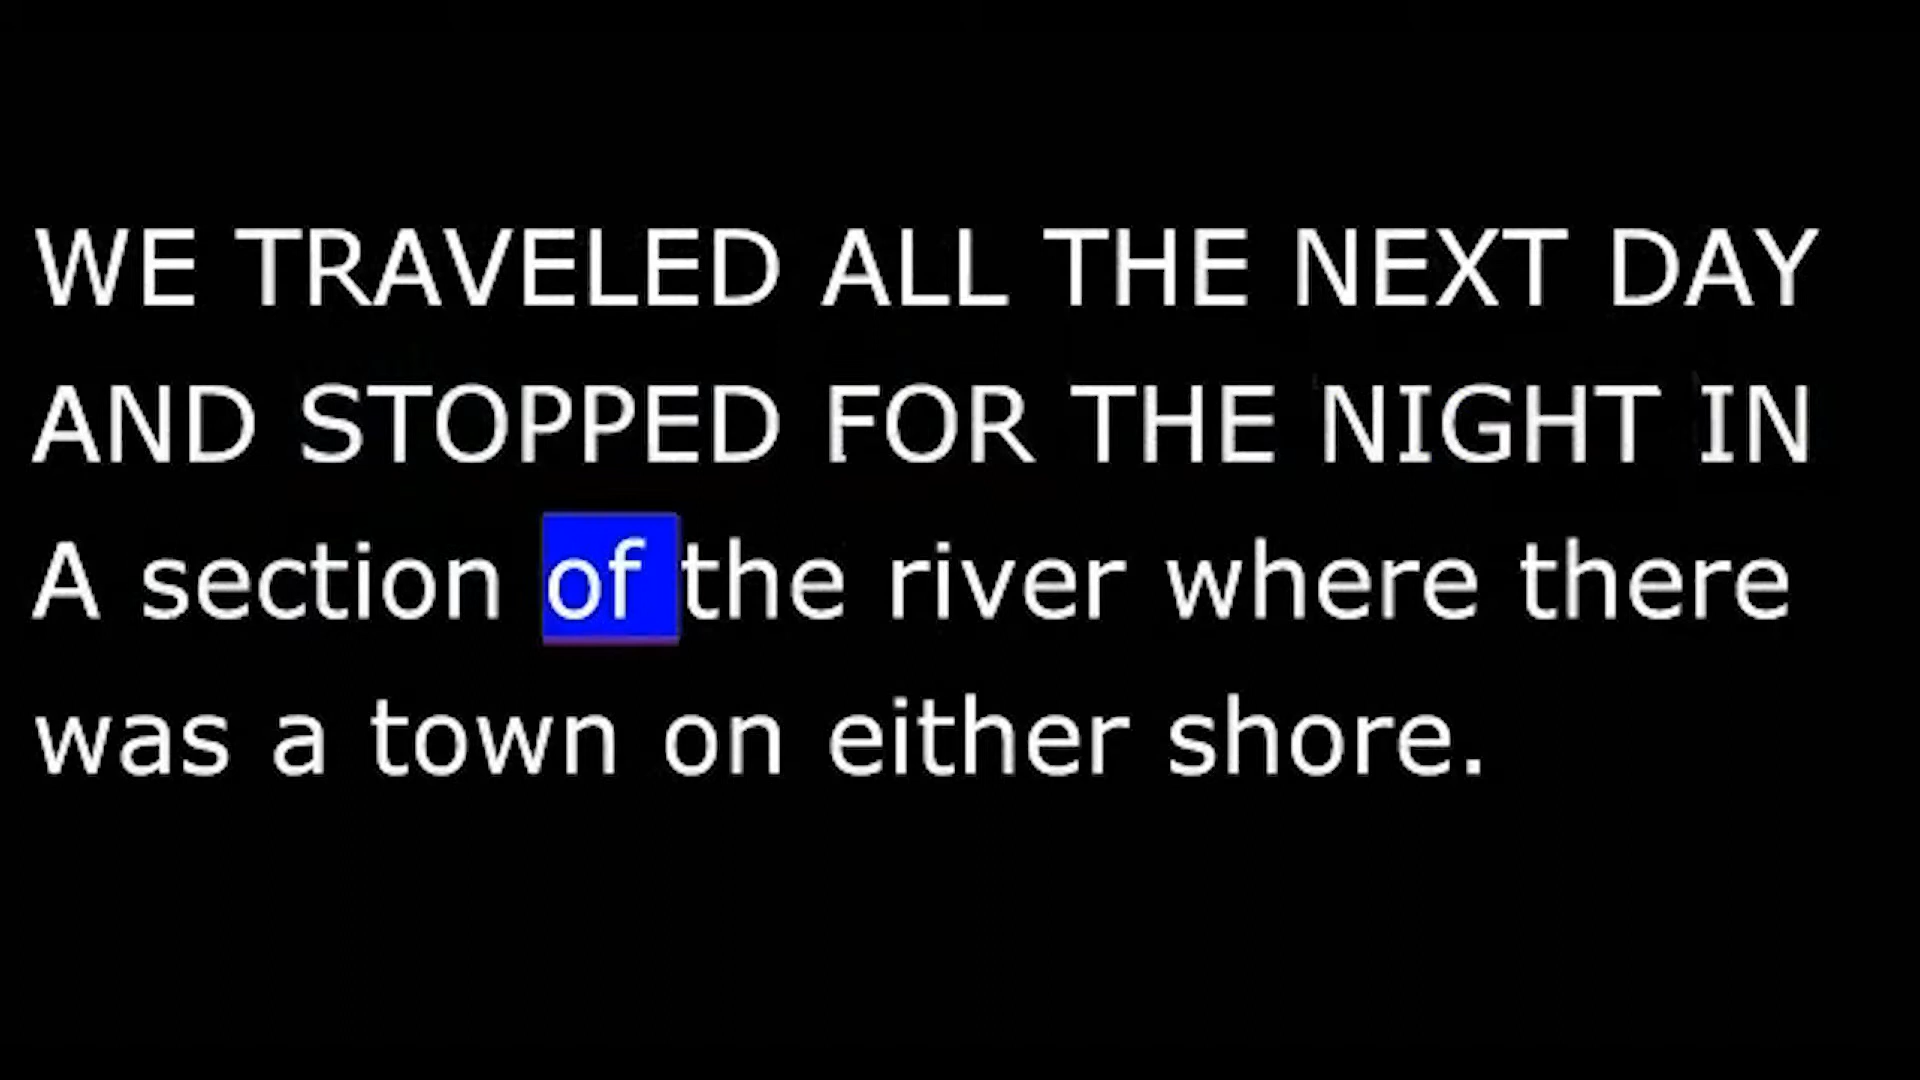 WE TRAVELED ALL THE NEXT DAY
AND STOPPED FOR THE NIGHT IN
A section of the river where there
was a town on either shore.